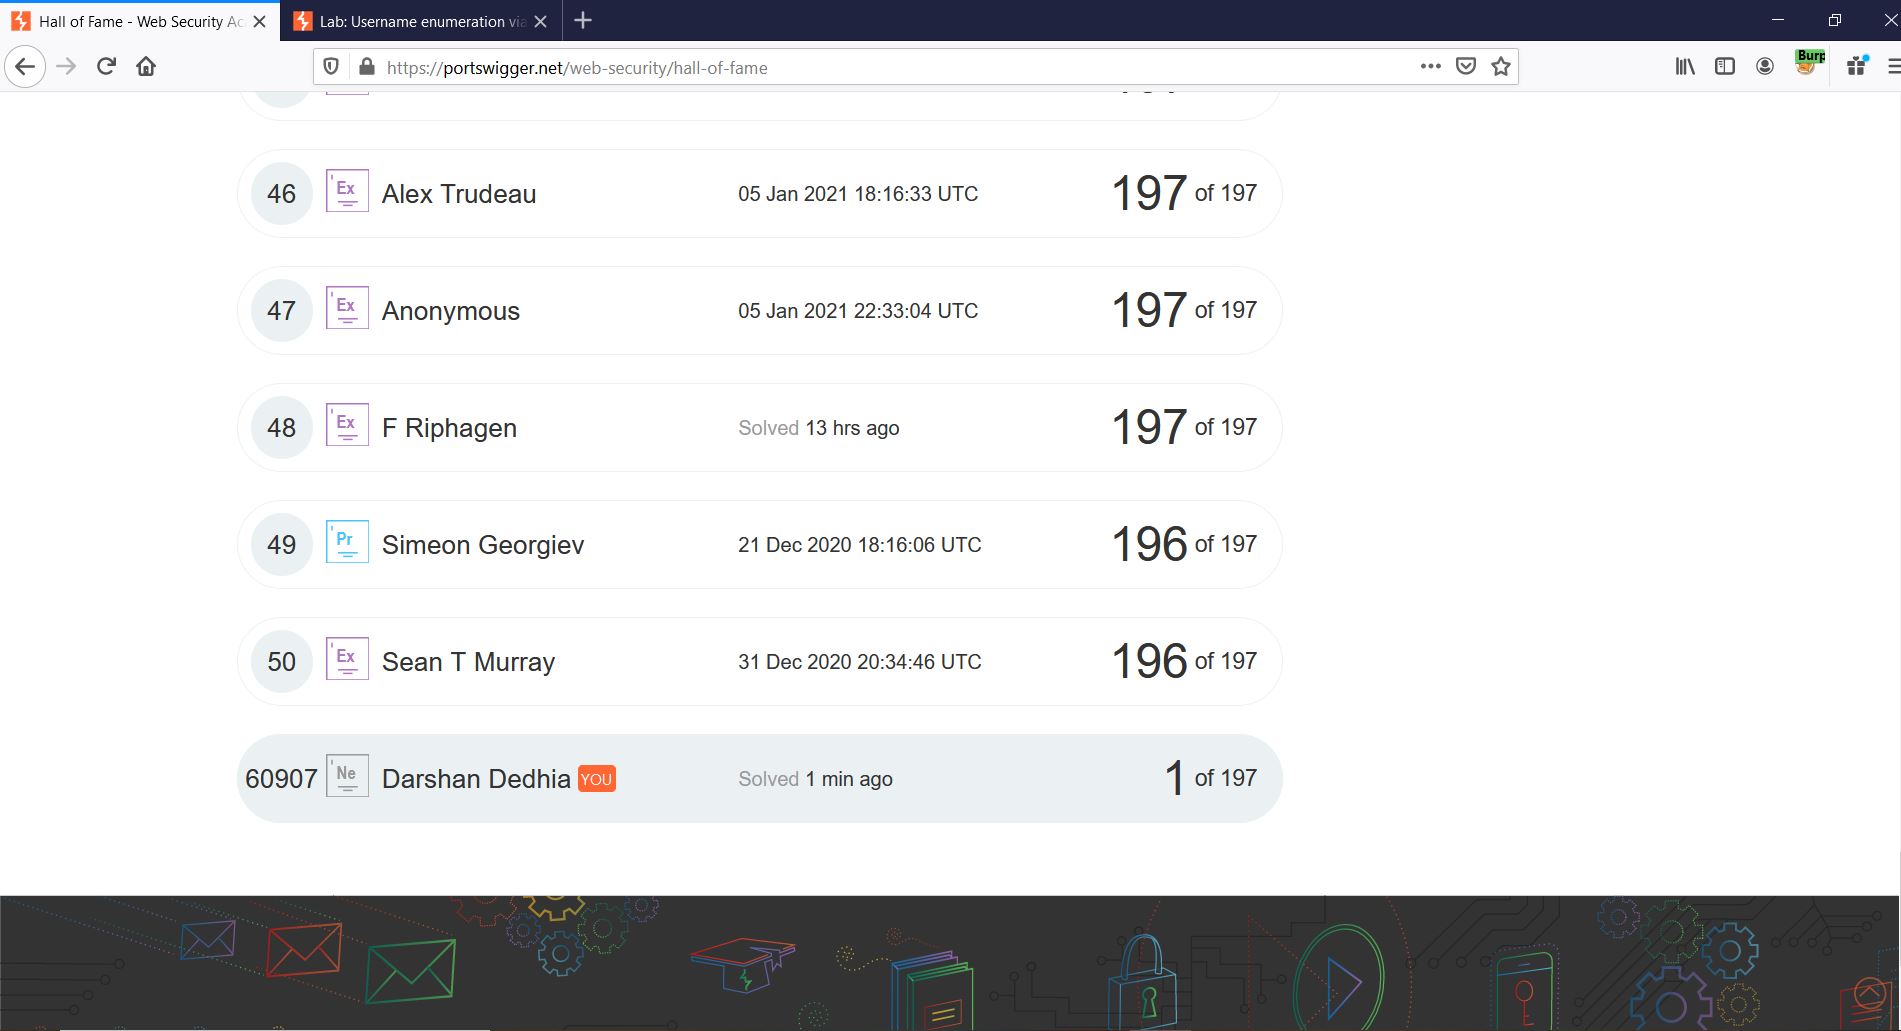 Hall of Fame - Web Security Ac
Lab: Username enumeration via
https://portswigger.net/web-security/hall-of-fame
Burp
46 Ex Alex Trudeau 05 Jan 2021 18:16:33 UTC 197 of 197
47 Ex Anonymous 05 Jan 2021 22:33:04 UTC 197 of 197
48 Ex F Riphagen Solved 13 hrs ago 197 of 197
49 Pr Simeon Georgiev 21 Dec 2020 18:16:06 UTC 196 of 197
50 Ex Sean T Murray 31 Dec 2020 20:34:46 UTC 196 of 197
60907 Ne Darshan Dedhia YOU Solved 1 min ago 1 of 197